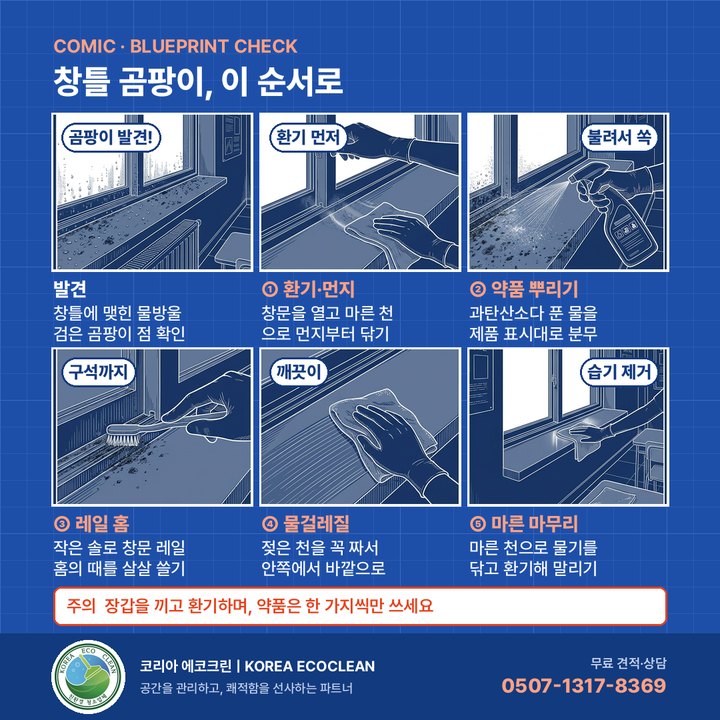 COMIC · BLUEPRINT CHECK
창틀 곰팡이, 이 순서로
곰팡이 발견!
환기 먼저
불려서 쏙
발견
창틀에 맺힌 물방울
검은 곰팡이 점 확인
① 환기·먼지
창문을 열고 마른 천
으로 먼지부터 닦기
② 약품 뿌리기
과탄산소다 푼 물을
제품 표시대로 분무
구석까지
깨끗이
습기 제거
③ 레일 홈
작은 솔로 창문 레일
홈의 때를 살살 쓸기
④ 물걸레질
젖은 천을 꼭 짜서
안쪽에서 바깥으로
⑤ 마른 마무리
마른 천으로 물기를
닦고 환기해 말리기
주의 장갑을 끼고 환기하며, 약품은 한 가지씩만 쓰세요
KOREA ECO CLEAN
코리아 에코크린 | KOREA ECOCLEAN
공간을 관리하고, 쾌적함을 선사하는 파트너
무료 견적·상담
0507-1317-8369